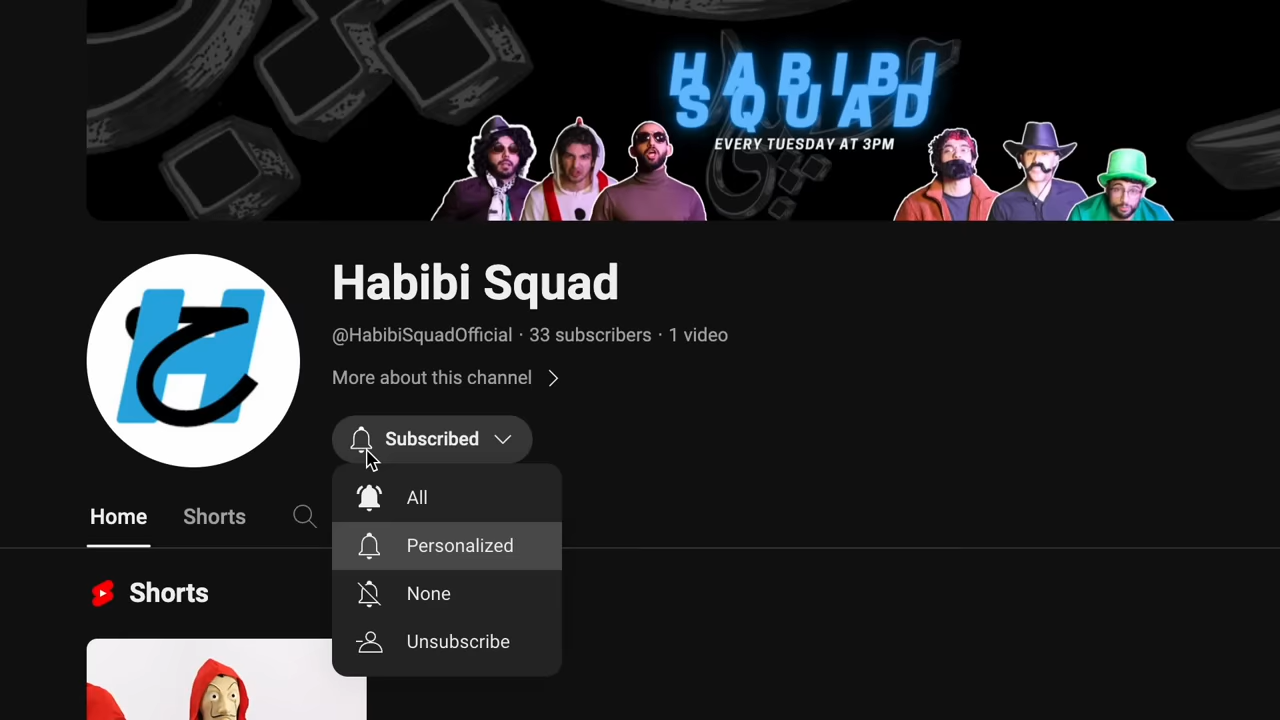 HABIBI
SQUAD
EVERY TUESDAY AT 3PM
H
ح
Habibi Squad
@HabibiSquadOfficial · 33 subscribers · 1 video
More about this channel
Subscribed
All
Personalized
None
Unsubscribe
Home Shorts
Shorts